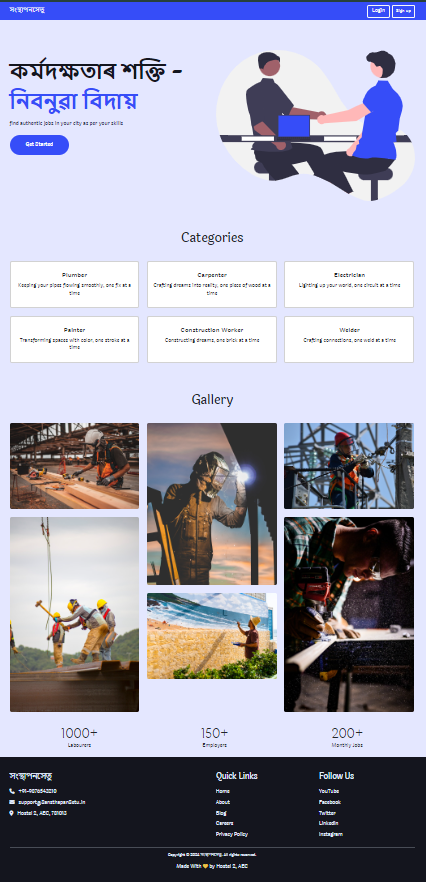 সংস্থাপনসেতু
Login
Sign up
কৰ্মদক্ষতাৰ শক্তি -
নিবনুৱা বিদায়
find authentic jobs in your city as per your skills
Get Started
Categories
Plumber
Keeping your pipes flowing smoothly, one fix at a
time
Carpenter
Crafting dreams into reality, one piece of wood at a
time
Electrician
Lighting up your world, one circuit at a time
Painter
Transforming spaces with color, one stroke at a
time
Construction Worker
Constructing dreams, one brick at a time
Welder
Crafting connections, one weld at a time
Gallery
1000+
Labourers
150+
Employers
200+
Monthly Jobs
সংস্থাপনসেতু
+91-9876543210
support@SansthapanSetu.in
Hostel 2, AEC, 781013
Quick Links
Home
About
Blog
Careers
Privacy Policy
Follow Us
YouTube
Facebook
Twitter
LinkedIn
Instagram
Copyright © 2024 সংস্থাপনসেতু. All rights reserved.
Made With 💛 by Hostel 2, AEC